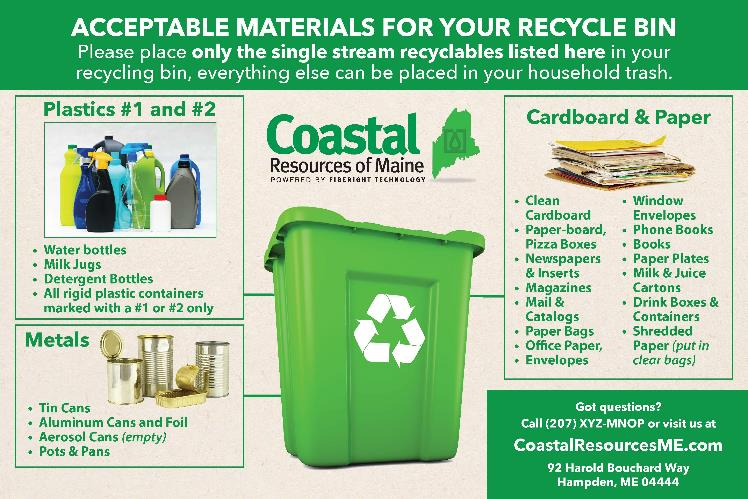 ACCEPTABLE MATERIALS FOR YOUR RECYCLE BIN
Please place only the single stream recyclables listed here in your
recycling bin, everything else can be placed in your household trash.
Plastics #1 and #2
• Water bottles
• Milk Jugs
• Detergent Bottles
• All rigid plastic containers
marked with a #1 or #2 only
Metals
• Tin Cans
• Aluminum Cans and Foil
• Aerosol Cans (empty)
• Pots & Pans
Coastal
Resources of Maine
POWERED BY FIBERIGHT TECHNOLOGY
Cardboard & Paper
• Clean
Cardboard
• Paper-board,
Pizza Boxes
• Newspapers
& Inserts
• Magazines
• Mail &
Catalogs
• Paper Bags
• Office Paper,
• Envelopes
• Window
Envelopes
• Phone Books
• Books
• Paper Plates
• Milk & Juice
Cartons
• Drink Boxes &
Containers
• Shredded
Paper (put in
clear bags)
Got questions?
Call (207) XYZ-MNOP or visit us at
CoastalResourcesME.com
92 Harold Bouchard Way
Hampden, ME 04444